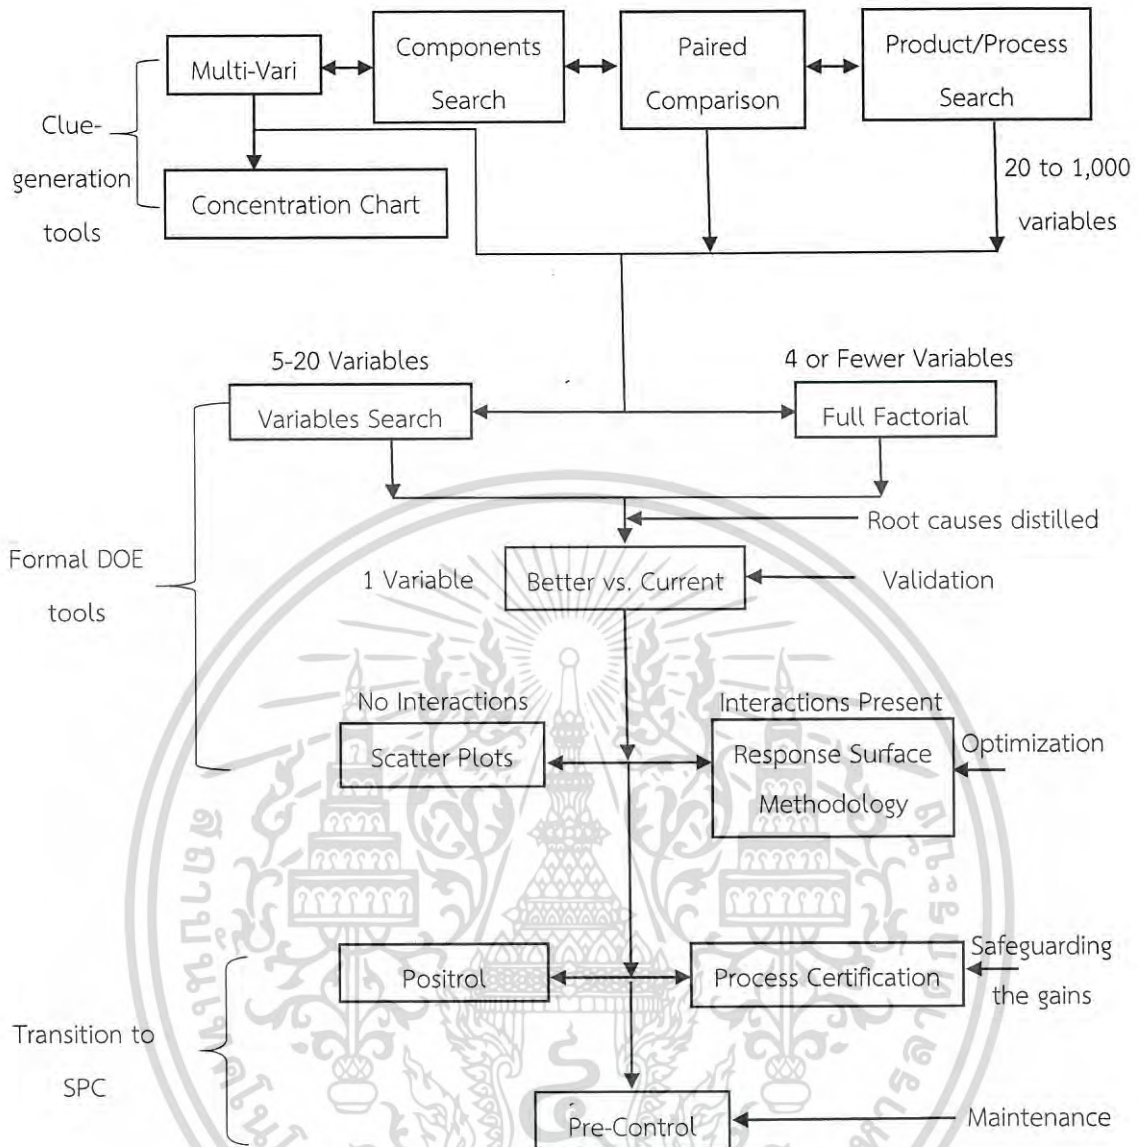 Multi-Vari
Components
Search
Paired
Comparison
Product/Process
Search
Clue-
generation
tools
Concentration Chart
20 to 1,000
variables
5-20 Variables
Variables Search
4 or Fewer Variables
Full Factorial
Root causes distilled
Formal DOE
tools
1 Variable
Better vs. Current
Validation
No Interactions
Scatter Plots
Interactions Present
Response Surface
Methodology
Optimization
Positrol
Process Certification
Safeguarding
the gains
Transition to
SPC
Pre-Control
Maintenance